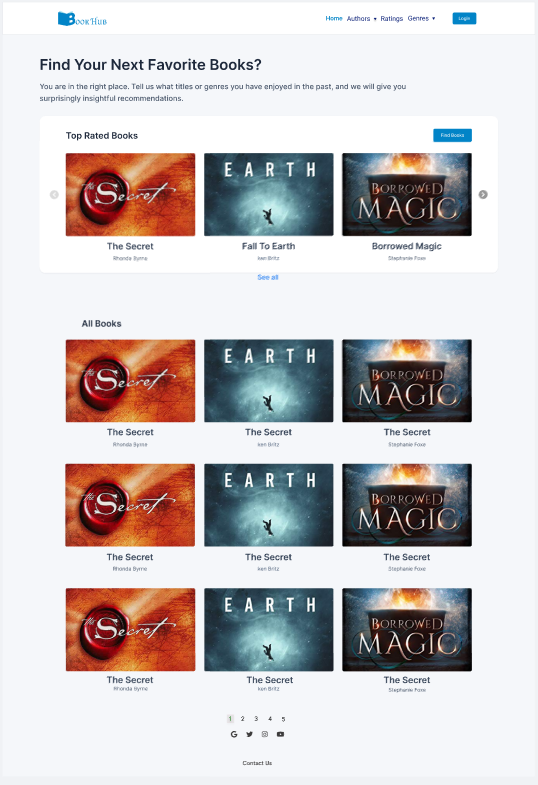 BOOK HUB
Home Authors ▾ Ratings Genres ▾ Login
Find Your Next Favorite Books?
You are in the right place. Tell us what titles or genres you have enjoyed in the past, and we will give you
surprisingly insightful recommendations.
Top Rated Books Find Books
The Secret
EARTH
BORROWED
MAGIC
The Secret Fall To Earth Borrowed Magic
Rhonda Byrne ken Britz Stephanie Foxe
See all
All Books
The Secret
EARTH
BORROWED
MAGIC
The Secret The Secret The Secret
Rhonda Byrne ken Britz Stephanie Foxe
The Secret
EARTH
BORROWED
MAGIC
The Secret The Secret The Secret
Rhonda Byrne ken Britz Stephanie Foxe
The Secret
EARTH
BORROWED
MAGIC
The Secret The Secret The Secret
Rhonda Byrne ken Britz Stephanie Foxe
1 2 3 4 5
Contact Us